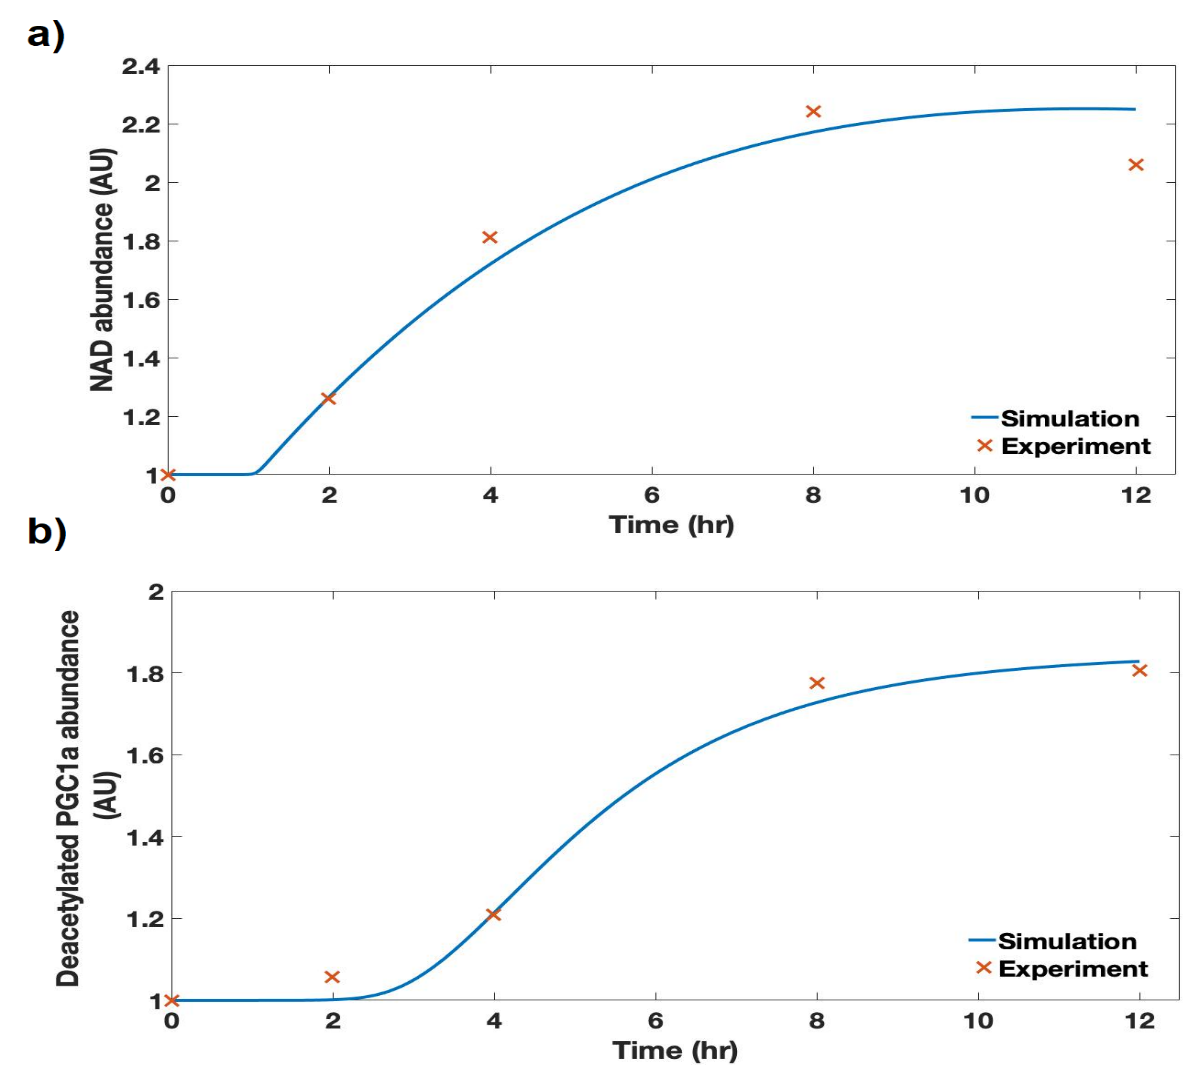 a)
2.4
2.2
2
1.8
1.6
1.4
1.2
1
NAD abundance (AU)
Simulation
Experiment
0 2 4 6 8 10 12
Time (hr)
b)
2
1.8
1.6
1.4
1.2
1
Deacetylated PGC1a abundance
(AU)
Simulation
Experiment
0 2 4 6 8 10 12
Time (hr)